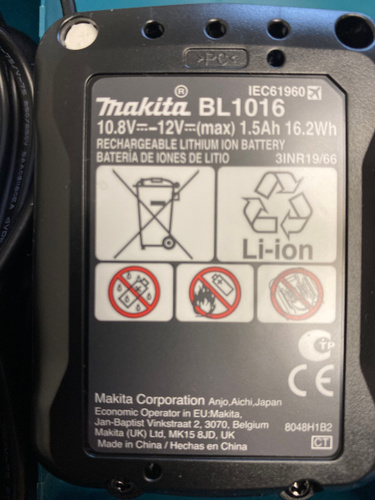 >PC<
IEC61960
makita® BL1016
10.8V⎓–12V⎓(max) 1.5Ah 16.2Wh
RECHARGEABLE LITHIUM ION BATTERY
BATERÍA DE IONES DE LITIO 3INR19/66
Li-ion
TP
CE
Makita Corporation Anjo,Aichi,Japan
Economic Operator in EU:Makita,
Jan-Baptist Vinkstraat 2, 3070, Belgium 8048H1B2
Makita (UK) Ltd, MK15 8JD, UK
Made in China / Hechas en China CT